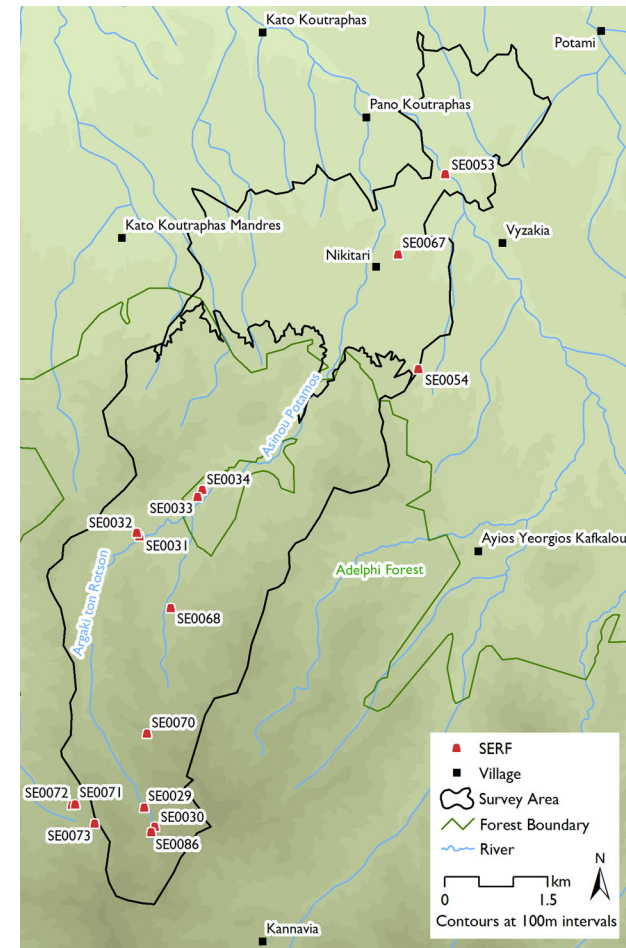 Kato Koutraphas
Potami
Pano Koutraphas
SE0053
Kato Koutraphas Mandres
Vyzakia
SE0067
Nikitari
SE0054
Asinou Potamos
SE0034
SE0033
SE0032
SE0031
Ayios Yeorgios Kafkalou
Adelphi Forest
Argaki ton Rotson
SE0068
SE0070
SE0072
SE0071
SE0029
SE0030
SE0073
SE0086
Kannavia
SERF
Village
Survey Area
Forest Boundary
River
N
km
0 1.5
Contours at 100m intervals